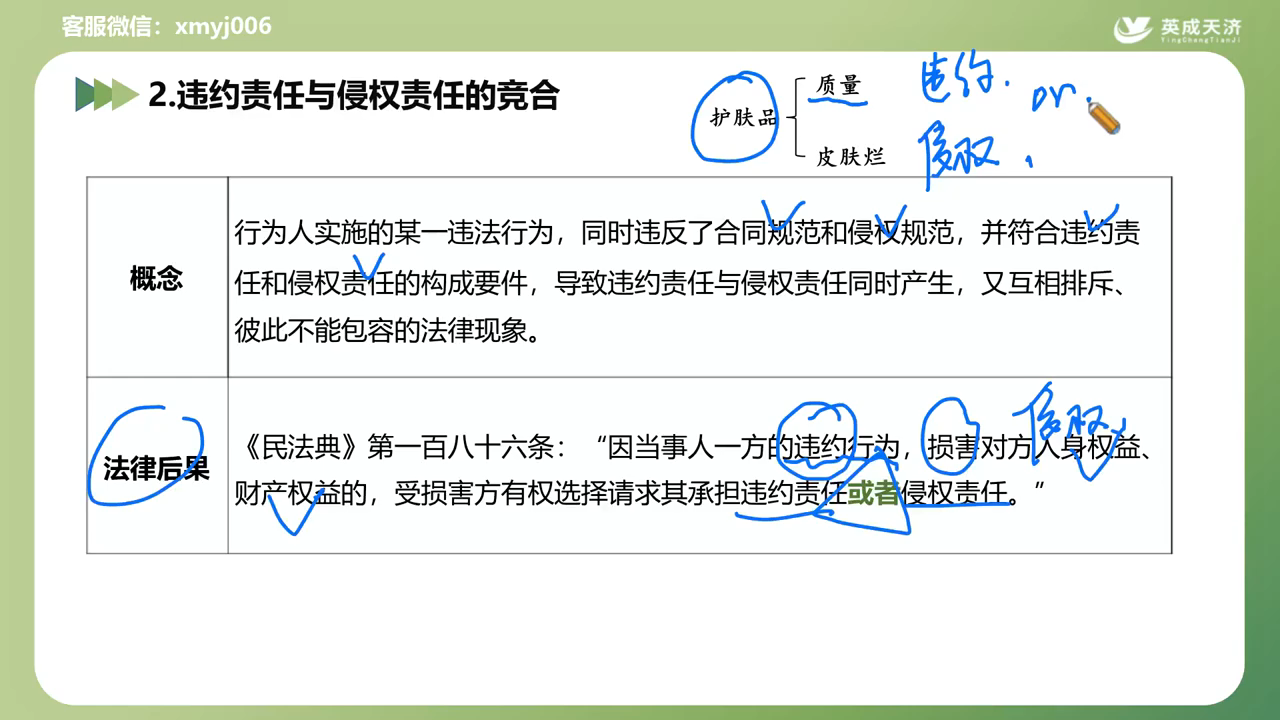 客服微信：xmyj006
英成天济
YingChengTianJi
2.违约责任与侵权责任的竞合
护肤品
质量
皮肤烂
违约.
or
侵权
概念
行为人实施的某一违法行为，同时违反了合同规范和侵权规范，并符合违约责
任和侵权责任的构成要件，导致违约责任与侵权责任同时产生，又互相排斥、
彼此不能包容的法律现象。
法律后果
侵权
《民法典》第一百八十六条：“因当事人一方的违约行为，损害对方人身权益、
财产权益的，受损害方有权选择请求其承担违约责任或者侵权责任。”